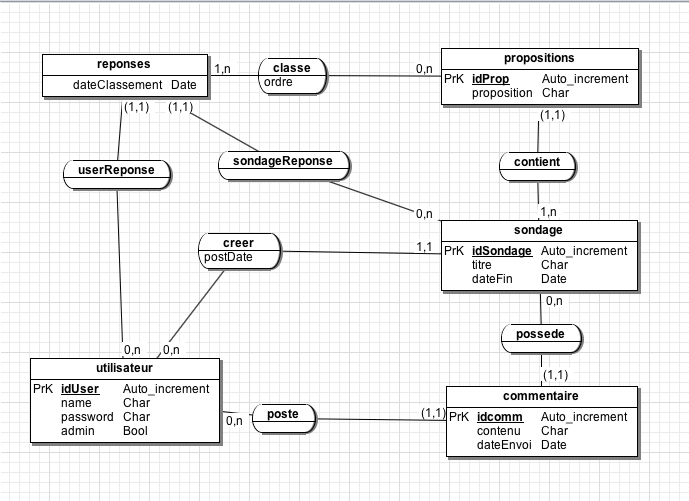 reponses
dateClassement Date
1,n
classe
ordre
0,n
propositions
PrK idProp Auto_increment
proposition Char
(1,1)
(1,1)
(1,1)
userReponse
sondageReponse
contient
0,n
1,n
creer
postDate
1,1
sondage
PrK idSondage Auto_increment
titre Char
dateFin Date
0,n
possede
0,n
0,n
utilisateur
PrK idUser Auto_increment
name Char
password Char
admin Bool
0,n
poste
(1,1)
(1,1)
commentaire
PrK idcomm Auto_increment
contenu Char
dateEnvoi Date